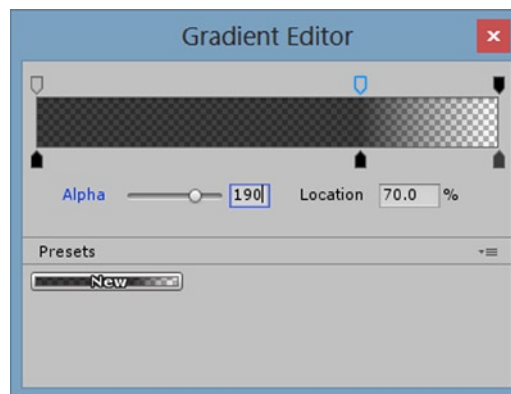 Gradient Editor
Alpha 190 Location 70.0 %
Presets
New